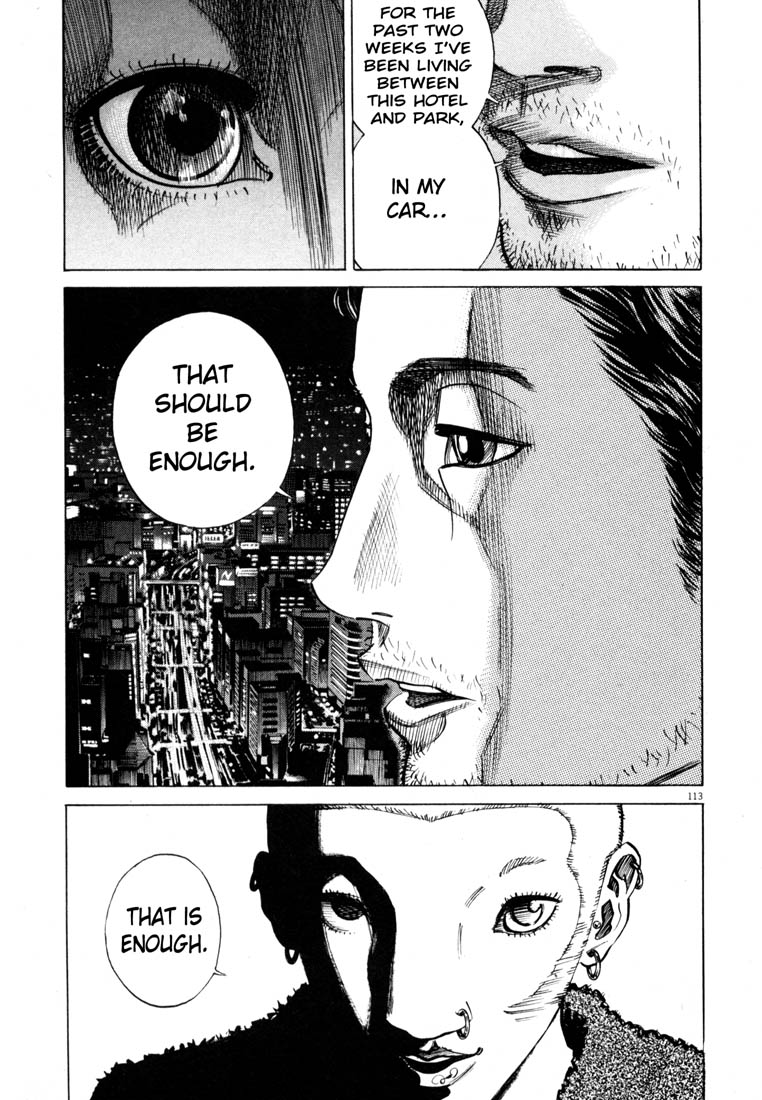 FOR THE
PAST TWO
WEEKS I'VE
BEEN LIVING
BETWEEN
THIS HOTEL
AND PARK,
IN MY
CAR...
THAT
SHOULD
BE
ENOUGH.
113
THAT IS
ENOUGH.